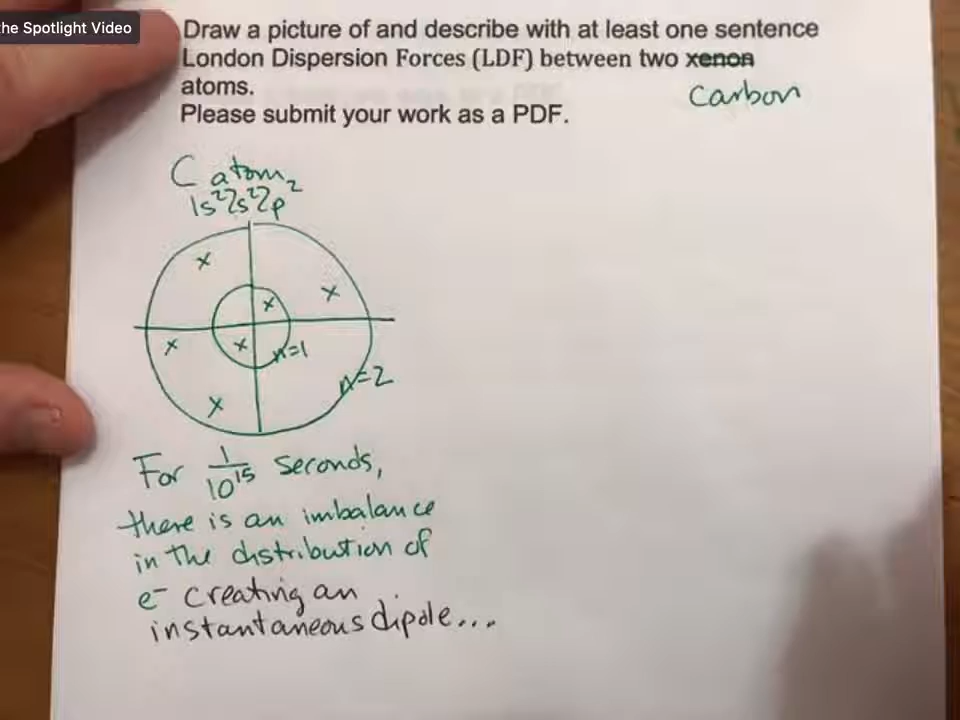 the Spotlight Video
Draw a picture of and describe with at least one sentence
London Dispersion Forces (LDF) between two xenon
atoms.
Carbon
Please submit your work as a PDF.
C atom
1s²2s²2p²
x
x
x
x
x
n=1
n=2
x
For 1/10¹⁵ seconds,
there is an imbalance
in the distribution of
e⁻ creating an
instantaneous dipole...